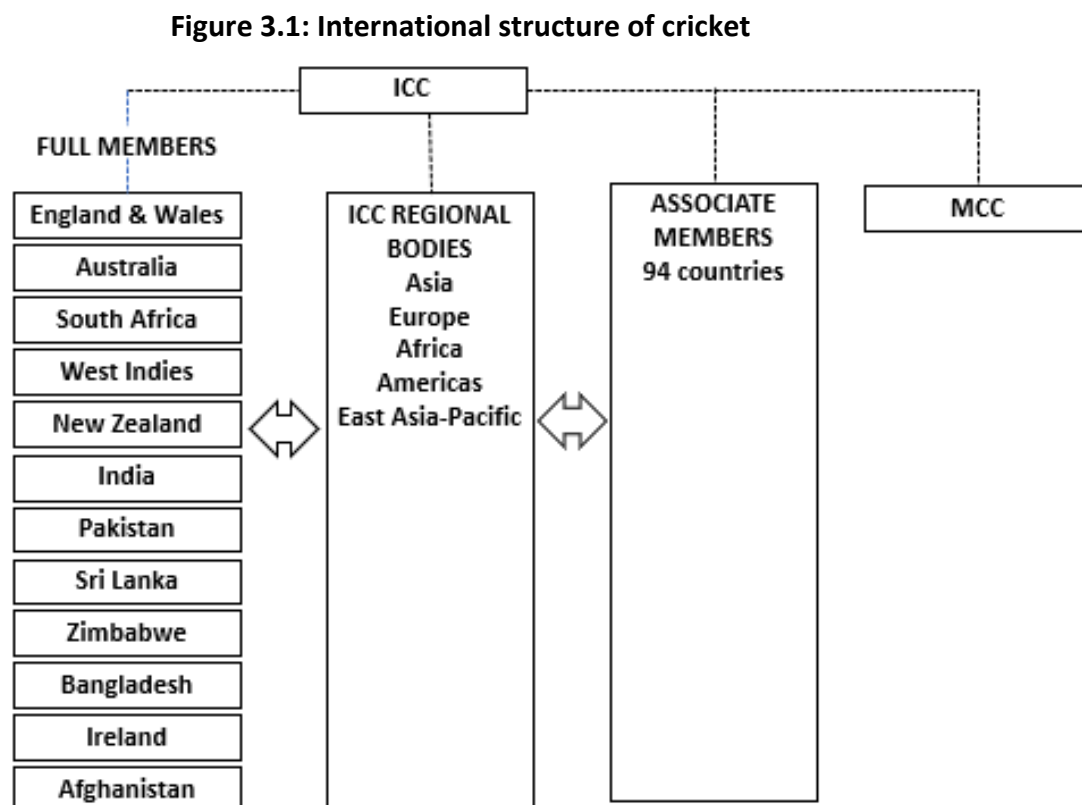 Figure 3.1: International structure of cricket
ICC
FULL MEMBERS
England & Wales
Australia
South Africa
West Indies
New Zealand
India
Pakistan
Sri Lanka
Zimbabwe
Bangladesh
Ireland
Afghanistan
ICC REGIONAL
BODIES
Asia
Europe
Africa
Americas
East Asia-Pacific
ASSOCIATE
MEMBERS
94 countries
MCC